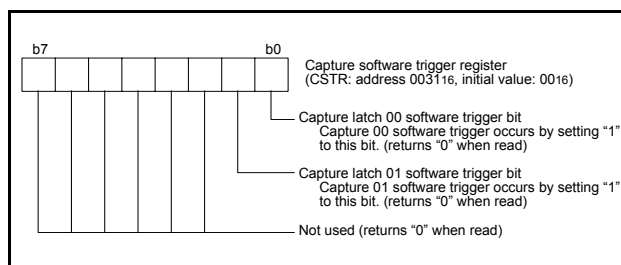 b7 b0
Capture software trigger register
(CSTR: address 003116, initial value: 0016)
Capture latch 00 software trigger bit
Capture 00 software trigger occurs by setting “1”
to this bit. (returns “0” when read)
Capture latch 01 software trigger bit
Capture 01 software trigger occurs by setting “1”
to this bit. (returns “0” when read)
Not used (returns “0” when read)